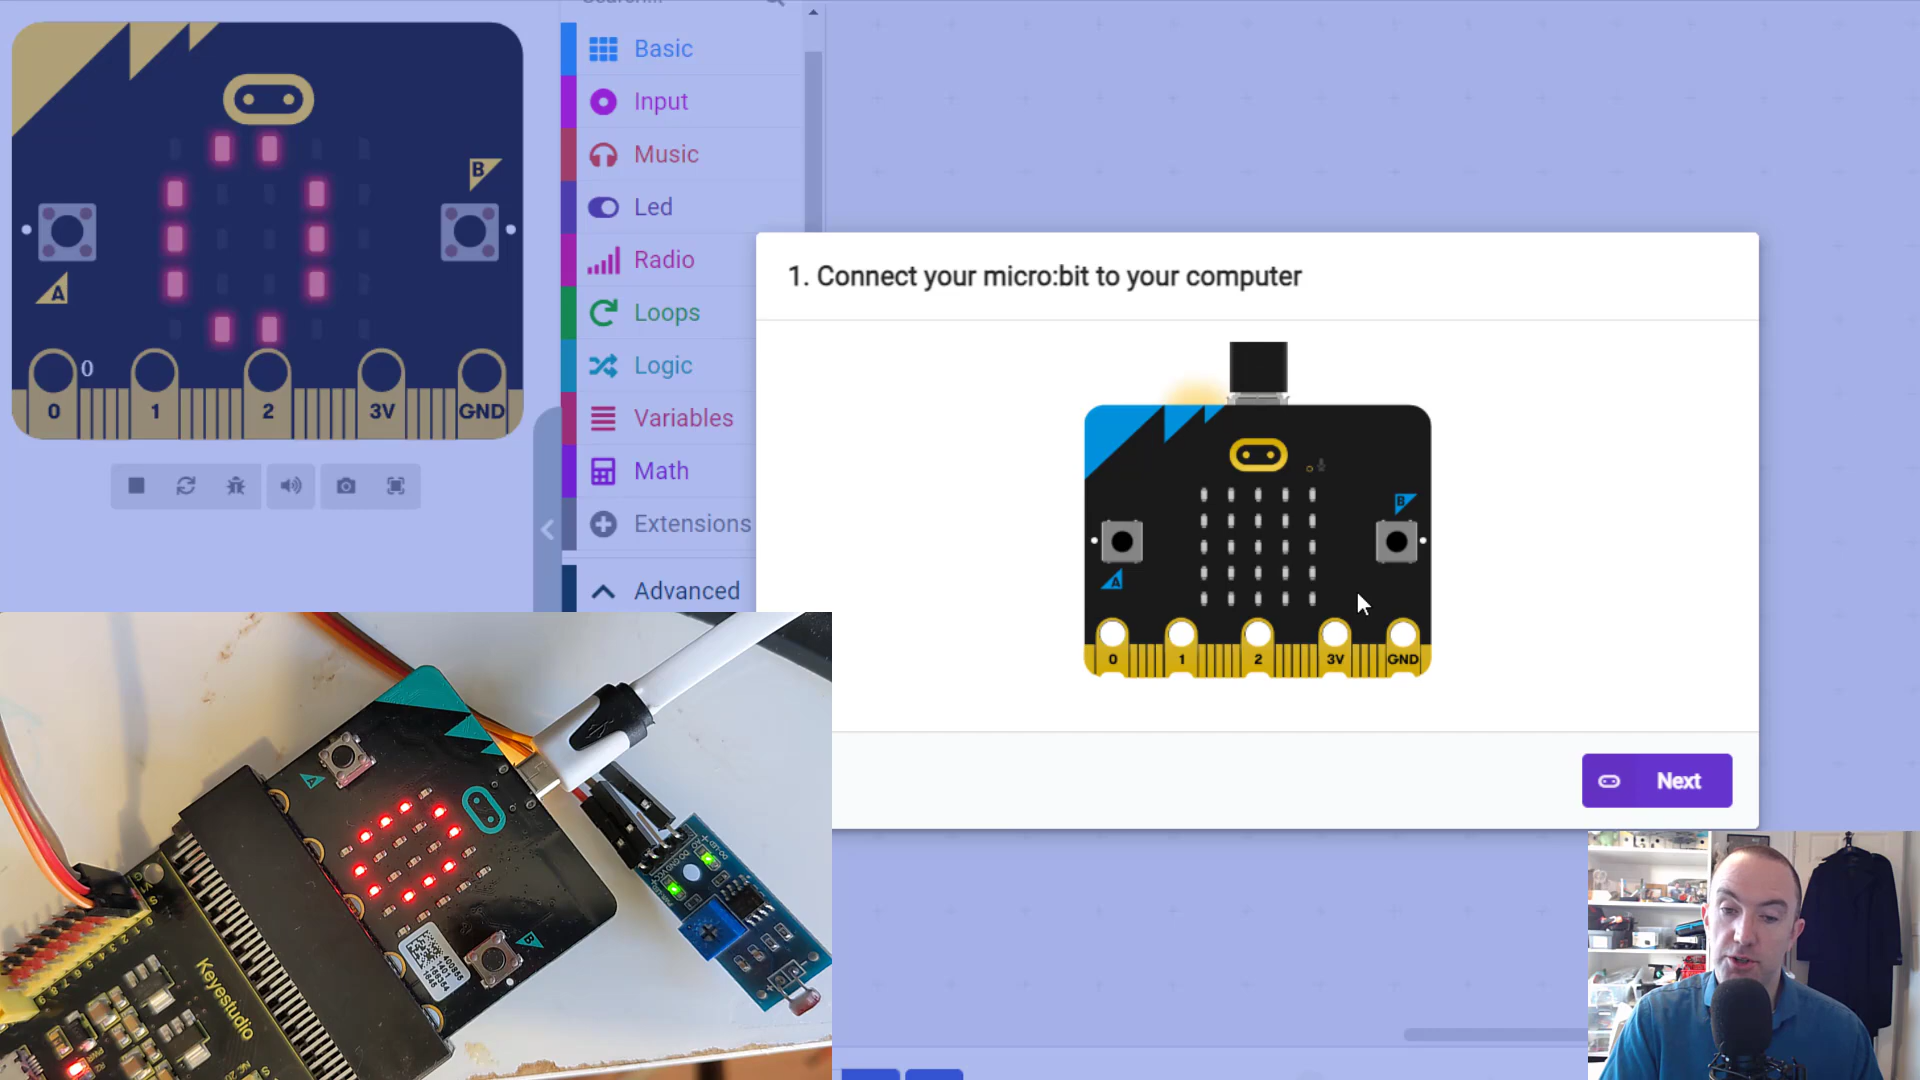 B
A
0
0
1
2
3V
GND
Basic
Input
Music
Led
Radio
Loops
Logic
Variables
Math
Extensions
Advanced
1. Connect your micro:bit to your computer
B
A
0
1
2
3V
GND
Next
A
B
Keyestudio